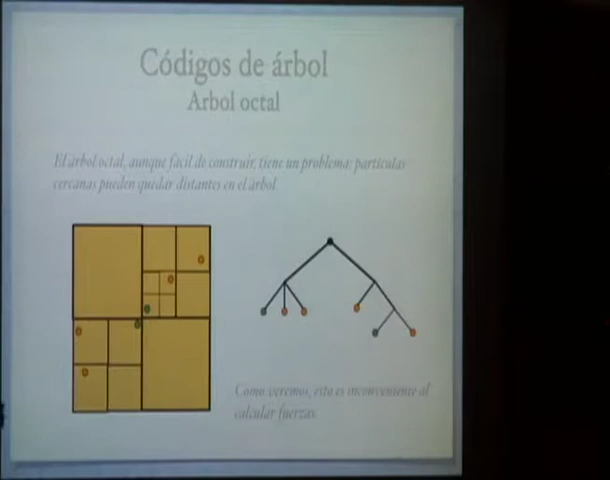 Códigos de árbol
Arbol octal
El árbol octal, aunque fácil de construir, tiene un problema: partículas
cercanas pueden quedar distantes en el árbol
Como veremos, esta es inconveniente al
calcular fuerzas.